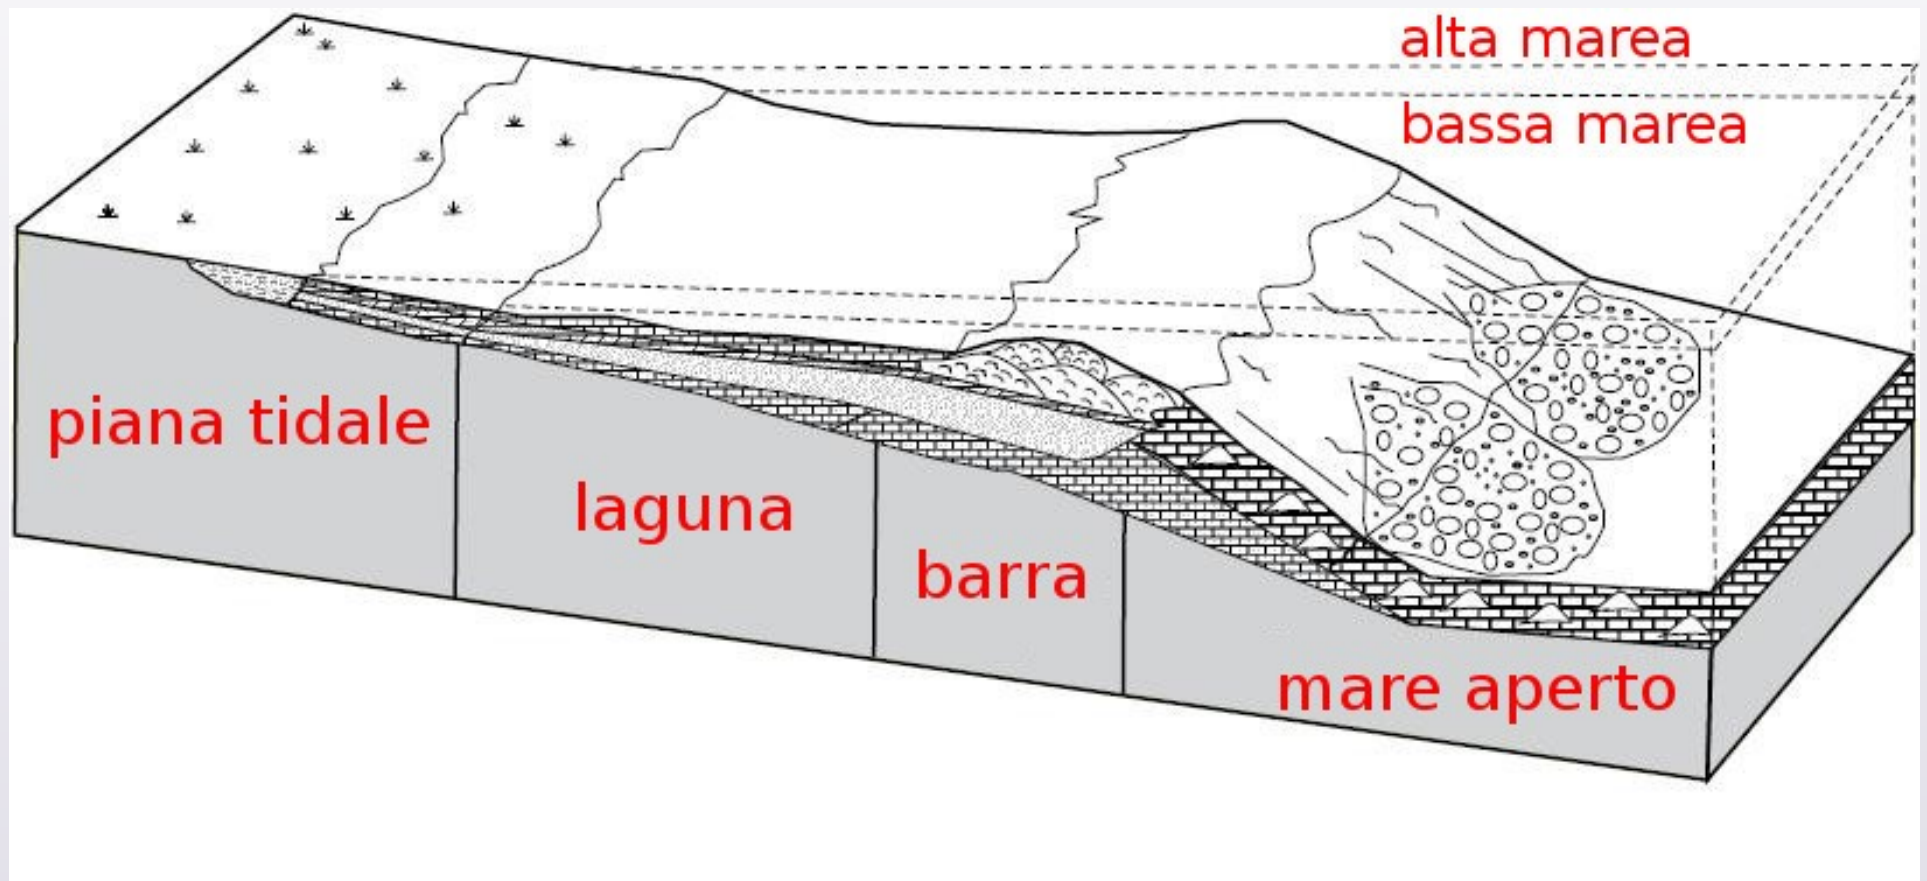 alta marea
bassa marea
piana tidale
laguna
barra
mare aperto